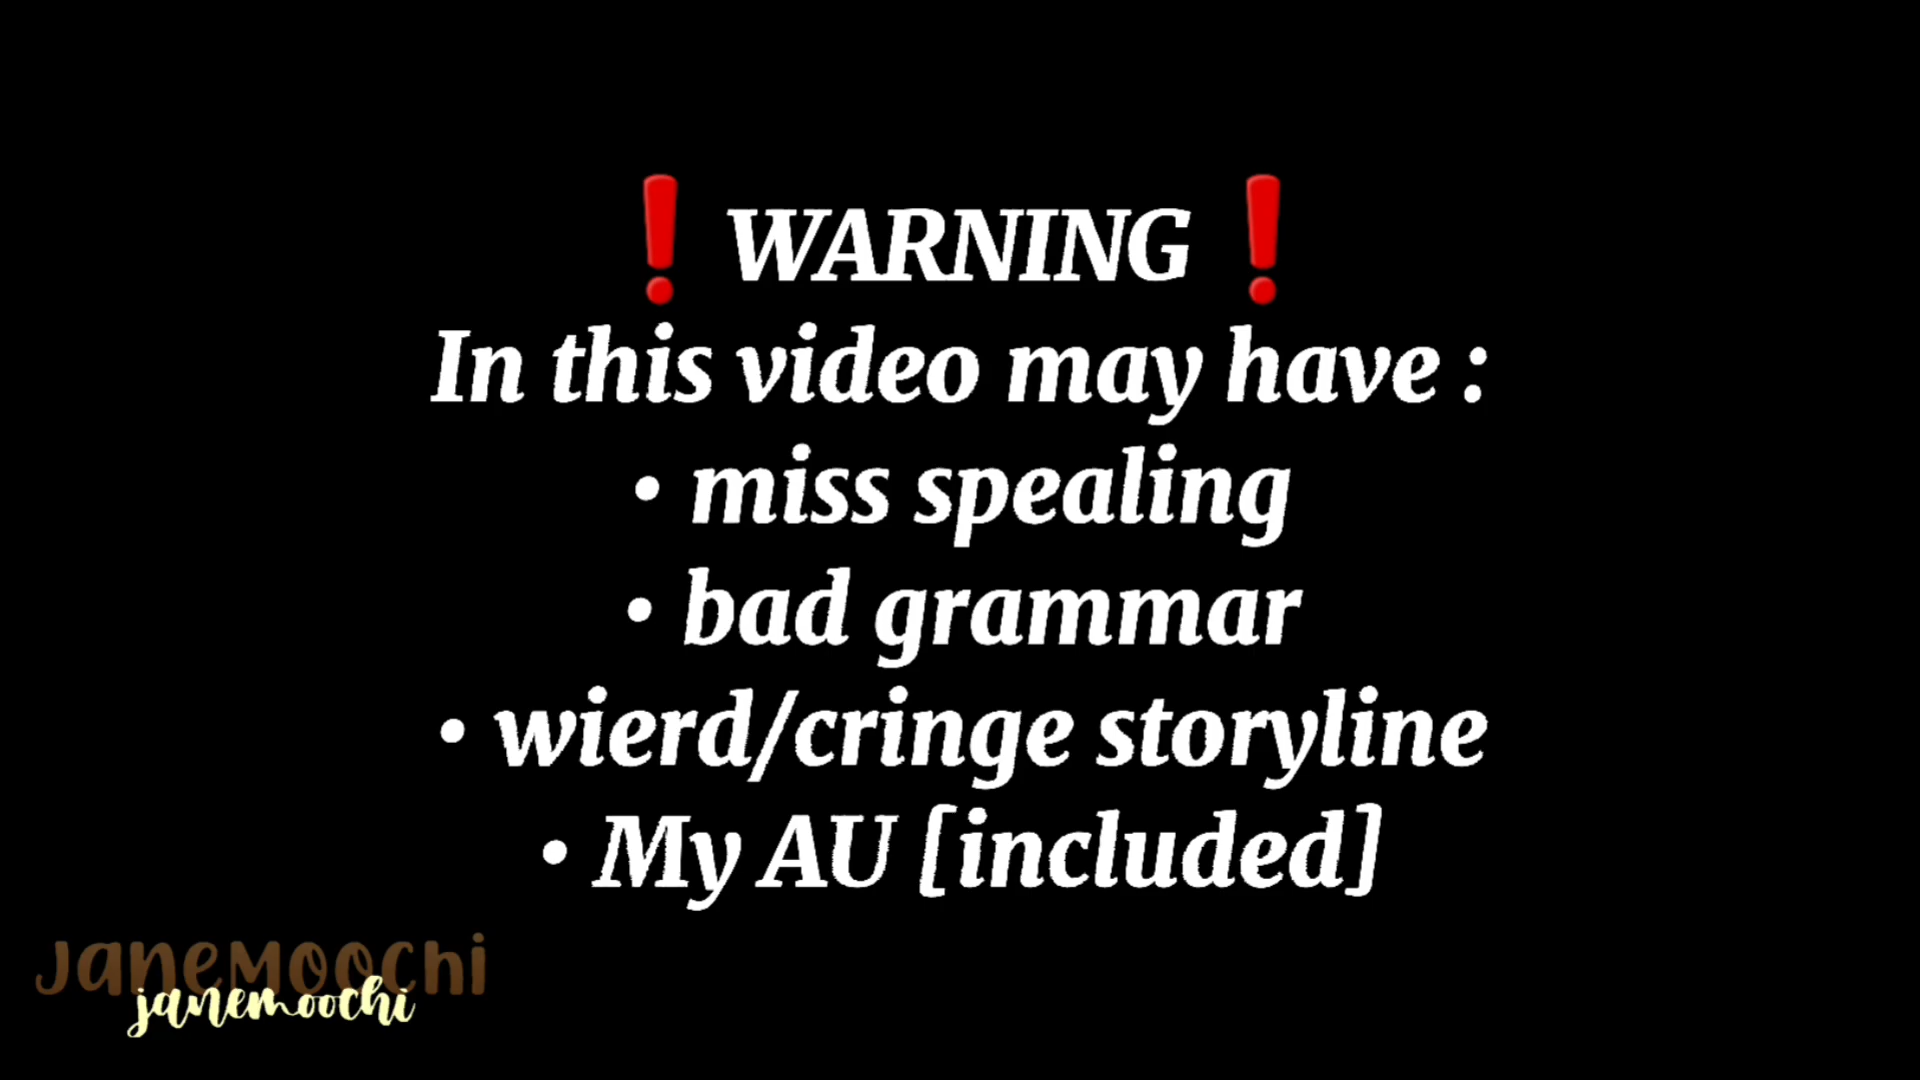 ❗WARNING❗
In this video may have :
• miss spealing
• bad grammar
• wierd/cringe storyline
• My AU [included]
JaNeMOOCHi
janemoochi